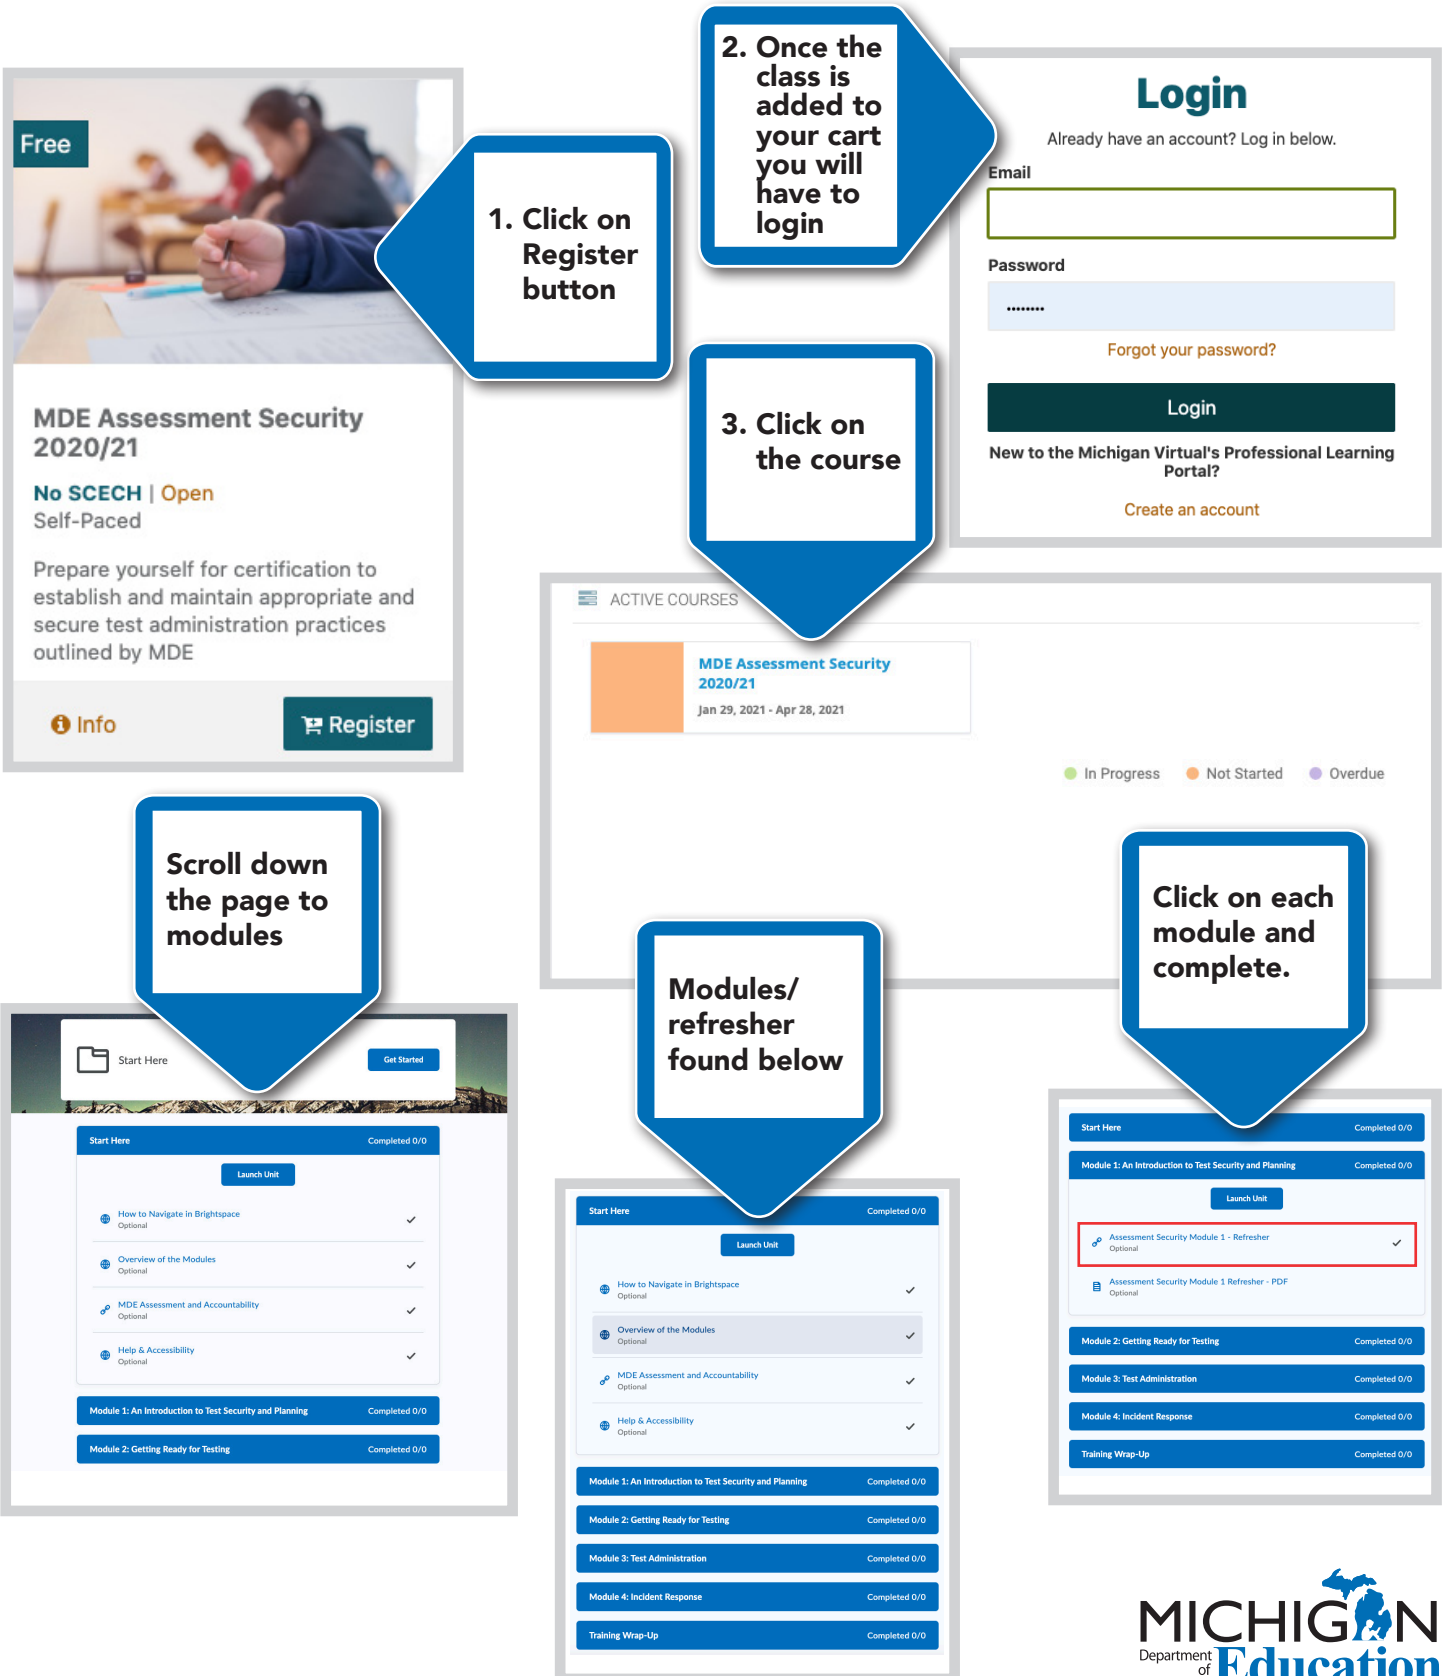 Free
MDE Assessment Security
2020/21
No SCECH | Open
Self-Paced
Prepare yourself for certification to
establish and maintain appropriate and
secure test administration practices
outlined by MDE
Info
Register
1. Click on
Register
button
2. Once the
class is
added to
your cart
you will
have to
login
Login
Already have an account? Log in below.
Email
Password
••••••••
Forgot your password?
Login
New to the Michigan Virtual's Professional Learning
Portal?
Create an account
3. Click on
the course
ACTIVE COURSES
MDE Assessment Security
2020/21
Jan 29, 2021 - Apr 28, 2021
In Progress Not Started Overdue
Scroll down
the page to
modules
Start Here
Get Started
Start Here Completed 0/0
Launch Unit
How to Navigate in Brightspace
Optional
Overview of the Modules
Optional
MDE Assessment and Accountability
Optional
Help & Accessibility
Optional
Module 1: An Introduction to Test Security and Planning Completed 0/0
Module 2: Getting Ready for Testing Completed 0/0
Modules/
refresher
found below
Start Here Completed 0/0
Launch Unit
How to Navigate in Brightspace
Optional
Overview of the Modules
Optional
MDE Assessment and Accountability
Optional
Help & Accessibility
Optional
Module 1: An Introduction to Test Security and Planning Completed 0/0
Module 2: Getting Ready for Testing Completed 0/0
Module 3: Test Administration Completed 0/0
Module 4: Incident Response Completed 0/0
Training Wrap-Up Completed 0/0
Click on each
module and
complete.
Start Here Completed 0/0
Module 1: An Introduction to Test Security and Planning Completed 0/0
Launch Unit
Assessment Security Module 1 - Refresher
Optional
Assessment Security Module 1 Refresher - PDF
Optional
Module 2: Getting Ready for Testing Completed 0/0
Module 3: Test Administration Completed 0/0
Module 4: Incident Response Completed 0/0
Training Wrap-Up Completed 0/0
MICHIGAN
Department of Education